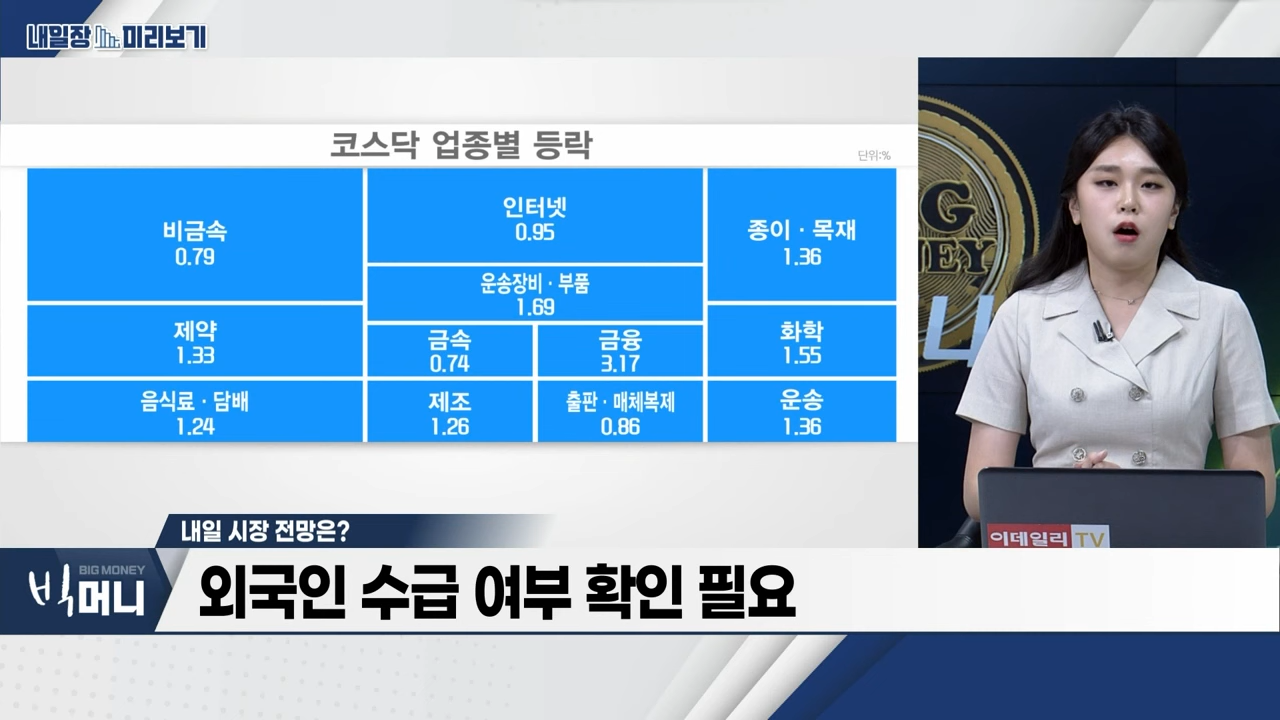 내일장 미리보기
코스닥 업종별 등락
단위:%
비금속
0.79
인터넷
0.95
종이·목재
1.36
운송장비·부품
1.69
제약
1.33
금속
0.74
금융
3.17
화학
1.55
음식료·담배
1.24
제조
1.26
출판·매체복제
0.86
운송
1.36
이데일리 TV
내일 시장 전망은?
BIG MONEY
빅머니
외국인 수급 여부 확인 필요